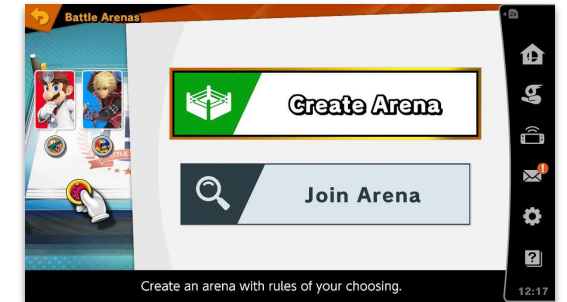 Battle Arenas
Create Arena
Join Arena
Create an arena with rules of your choosing.
?
12:17